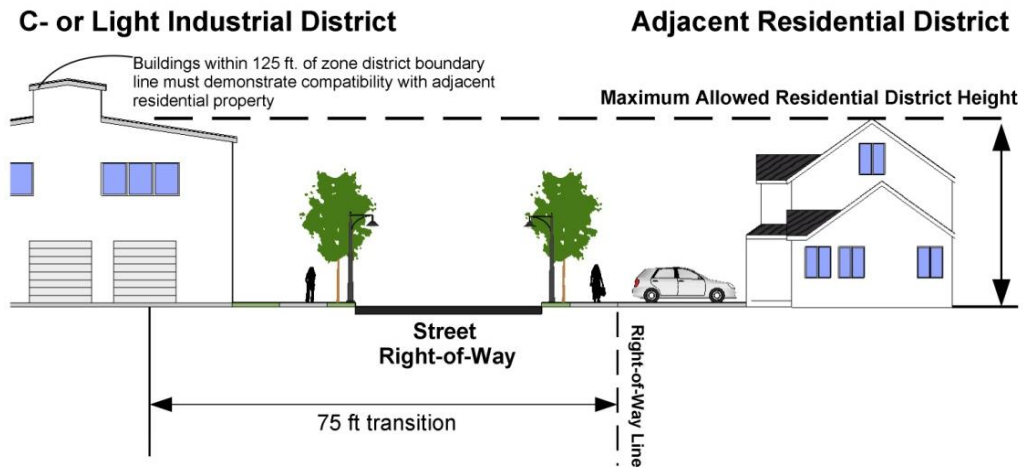 C- or Light Industrial District
Adjacent Residential District
Buildings within 125 ft. of zone district boundary
line must demonstrate compatibility with adjacent
residential property
Maximum Allowed Residential District Height
Street
Right-of-Way
Right-of-Way Line
75 ft transition